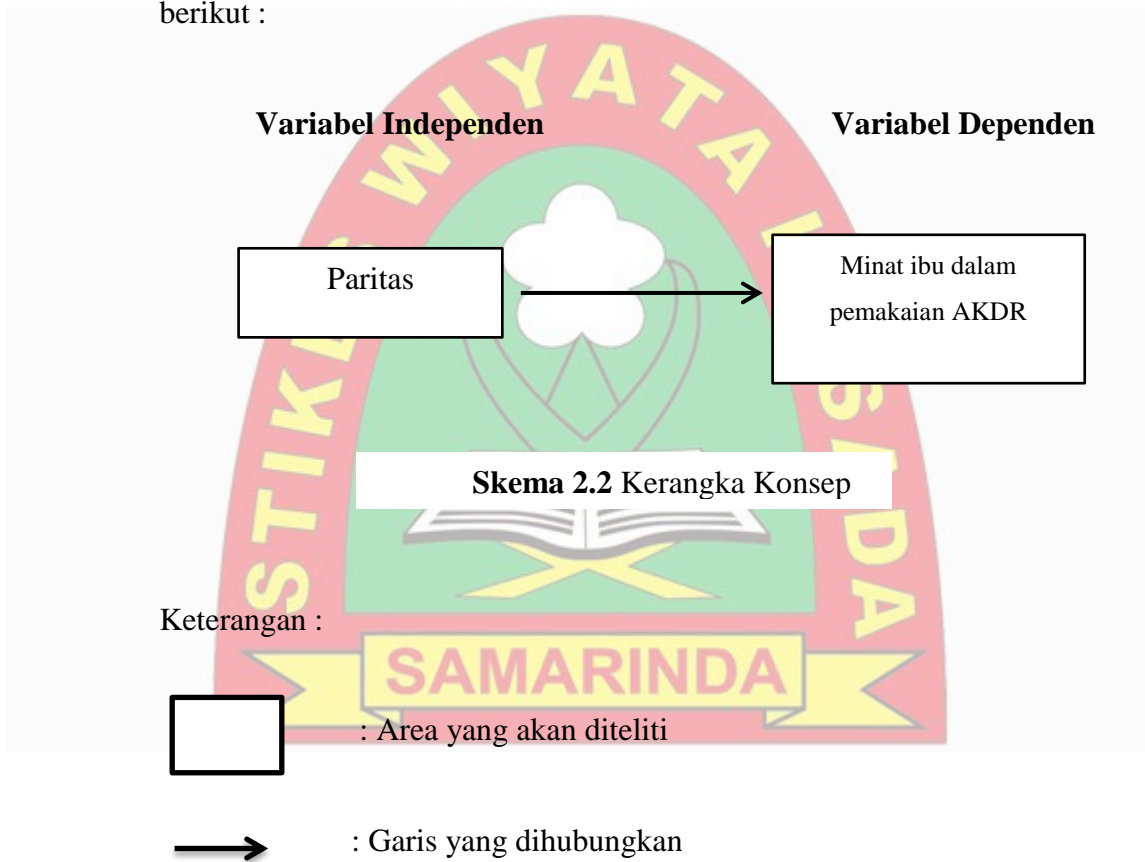 berikut :
Variabel Independen Variabel Dependen
Paritas
Minat ibu dalam
pemakaian AKDR
Skema 2.2 Kerangka Konsep
Keterangan :
: Area yang akan diteliti
: Garis yang dihubungkan
STIKES WIYATA HUSADA
SAMARINDA